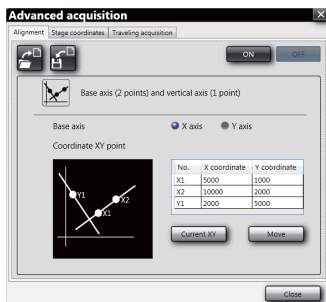 Advanced acquisition
Alignment Stage coordinates Traveling acquisition
ON OFF
Base axis (2 points) and vertical axis (1 point)
Base axis X axis Y axis
Coordinate XY point
No. X coordinate Y coordinate
X1 5000 1000
X2 10000 2000
Y1 2000 5000
Y1
X2
X1
Current XY Move
Close